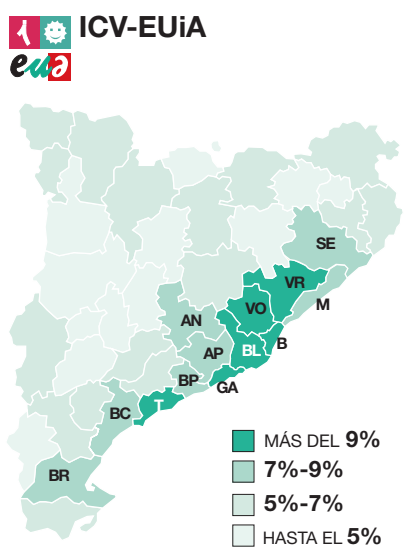 ICV-EUiA
eua
SE
VR
M
VO
AN
B
BL
AP
BP
GA
T
BC
BR
MÁS DEL 9%
7%-9%
5%-7%
HASTA EL 5%